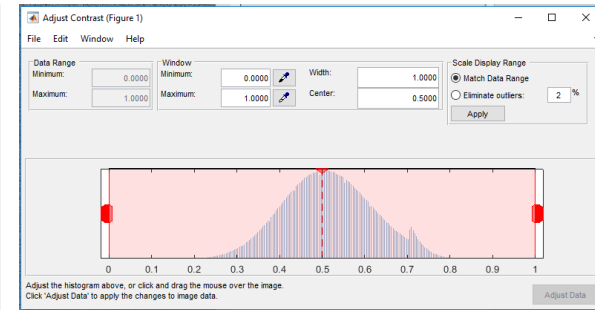 Adjust Contrast (Figure 1)
File Edit Window Help
Data Range
Minimum: 0.0000
Maximum: 1.0000
Window
Minimum: 0.0000
Maximum: 1.0000
Width: 1.0000
Center: 0.5000
Scale Display Range
Match Data Range
Eliminate outliers: 2 %
Apply
0 0.1 0.2 0.3 0.4 0.5 0.6 0.7 0.8 0.9 1
Adjust the histogram above, or click and drag the mouse over the image.
Click 'Adjust Data' to apply the changes to image data.
Adjust Data